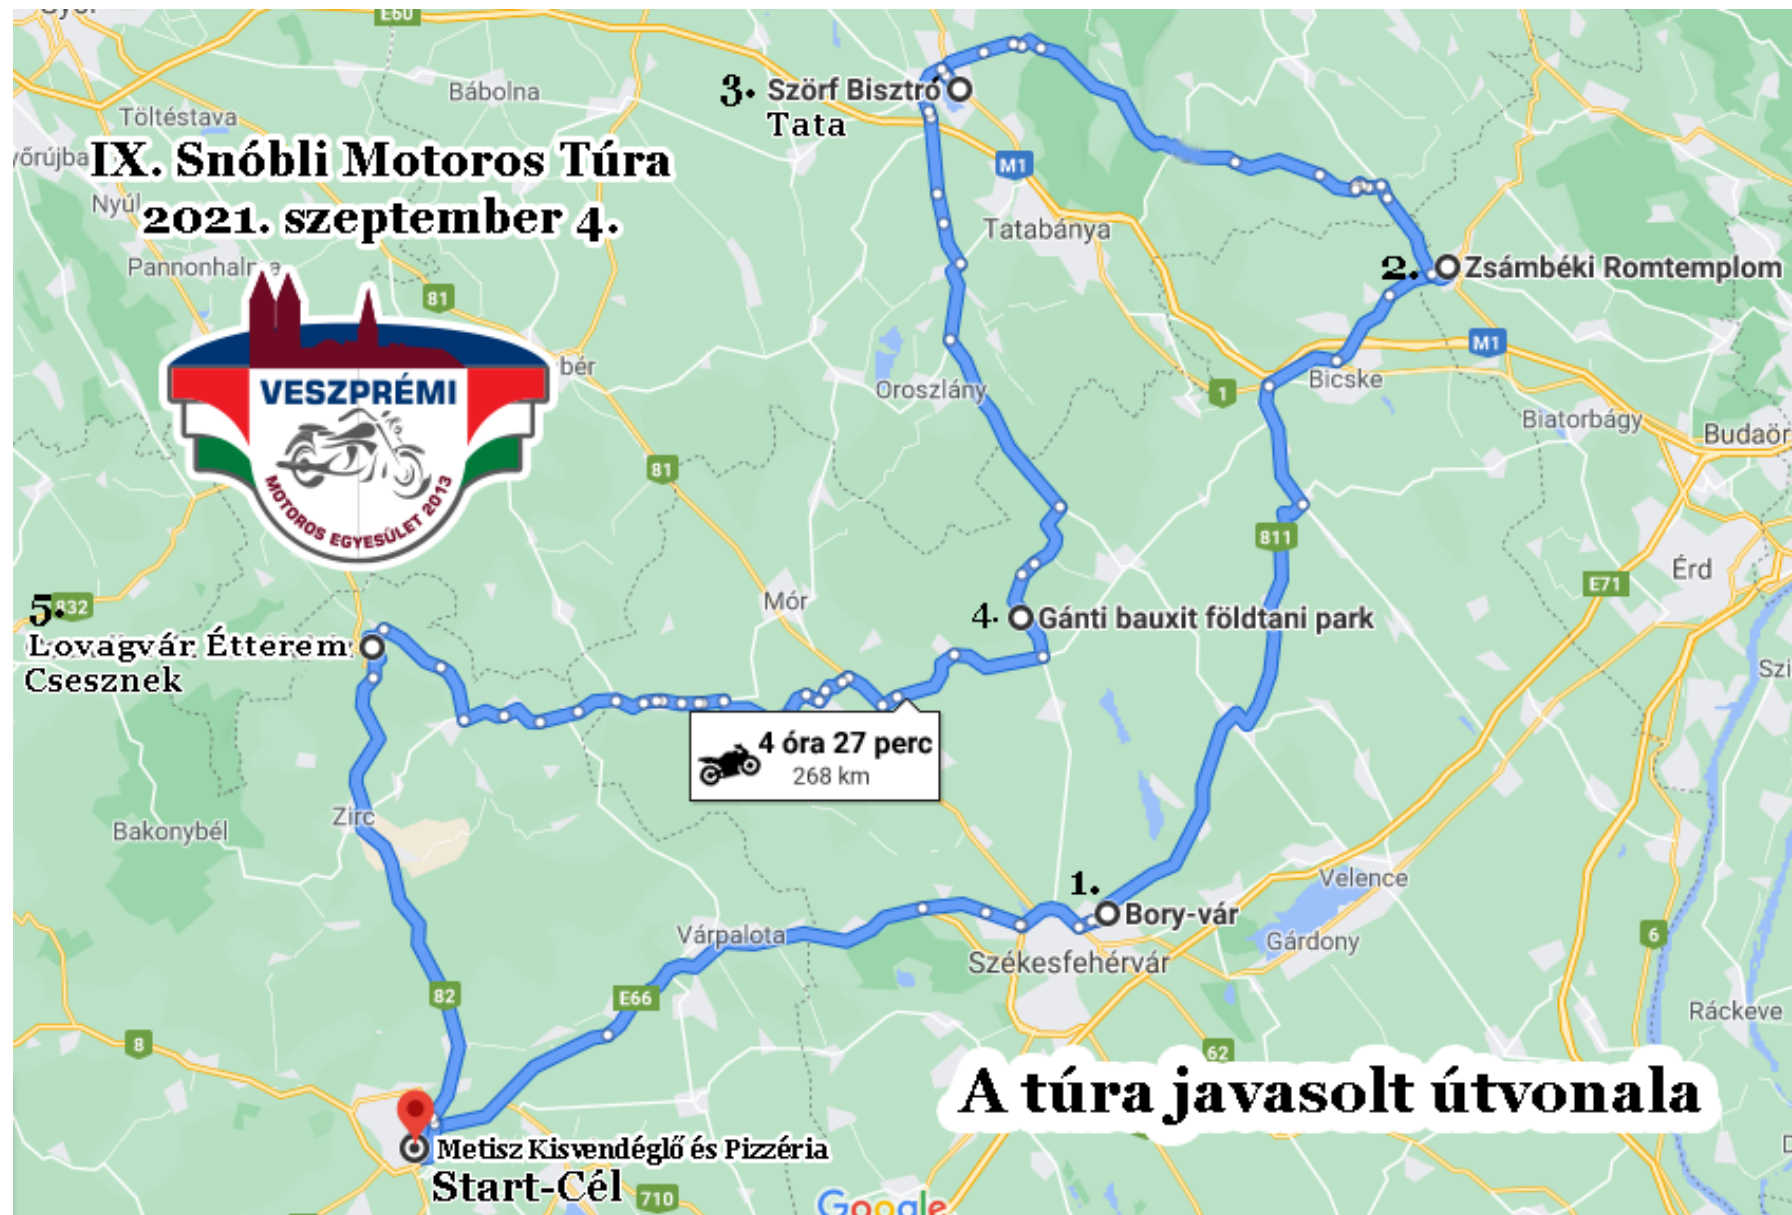 E60
Bábolna
Töltéstava
3. Szörf Bisztró
Tata
IX. Snóbli Motoros Túra
2021. szeptember 4.
M1
Nyúl
Tatabánya
2. Zsámbéki Romtemplom
81
M1
VESZPRÉMI
MOTOROS EGYESÜLET 2013
Oroszlány
1
Bicske
Biatorbágy
81
811
E71
Érd
5.
832
Lovagvár Étterem
Csesznek
Mór
4. Gánti bauxit földtani park
4 óra 27 perc
268 km
Zirc
Bakonybél
1.
Bory-vár
Velence
Várpalota
Székesfehérvár
Gárdony
6
82
E66
Ráckeve
8
62
A túra javasolt útvonala
Metisz Kisvendéglő és Pizzéria
Start-Cél
710
Google